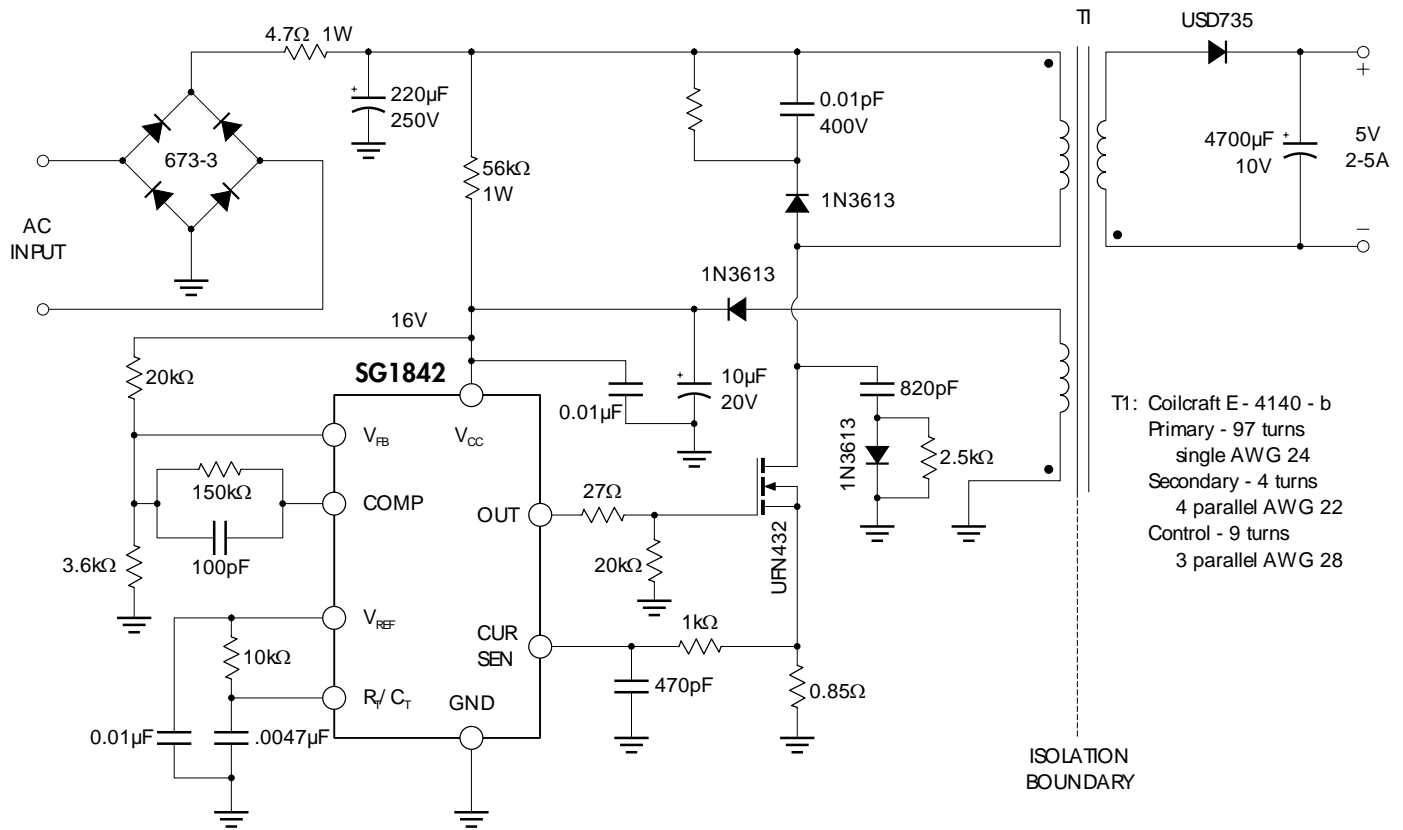 4.7Ω 1W
T1
USD735
+
220µF
250V
0.01pF
400V
673-3
56kΩ
1W
4700µF
10V
+
5V
2-5A
+
1N3613
AC
INPUT
−
1N3613
16V
20kΩ
SG1842
10µF
20V
+
820pF
0.01µF
T1: Coilcraft E - 4140 - b
Primary - 97 turns
single AWG 24
Secondary - 4 turns
4 parallel AWG 22
Control - 9 turns
3 parallel AWG 28
VFB
VCC
1N3613
2.5kΩ
150kΩ
COMP
27Ω
OUT
100pF
3.6kΩ
20kΩ
UFN432
VREF
CUR
SEN
1kΩ
10kΩ
470pF
0.85Ω
RT/CT
GND
0.01µF
.0047µF
ISOLATION
BOUNDARY